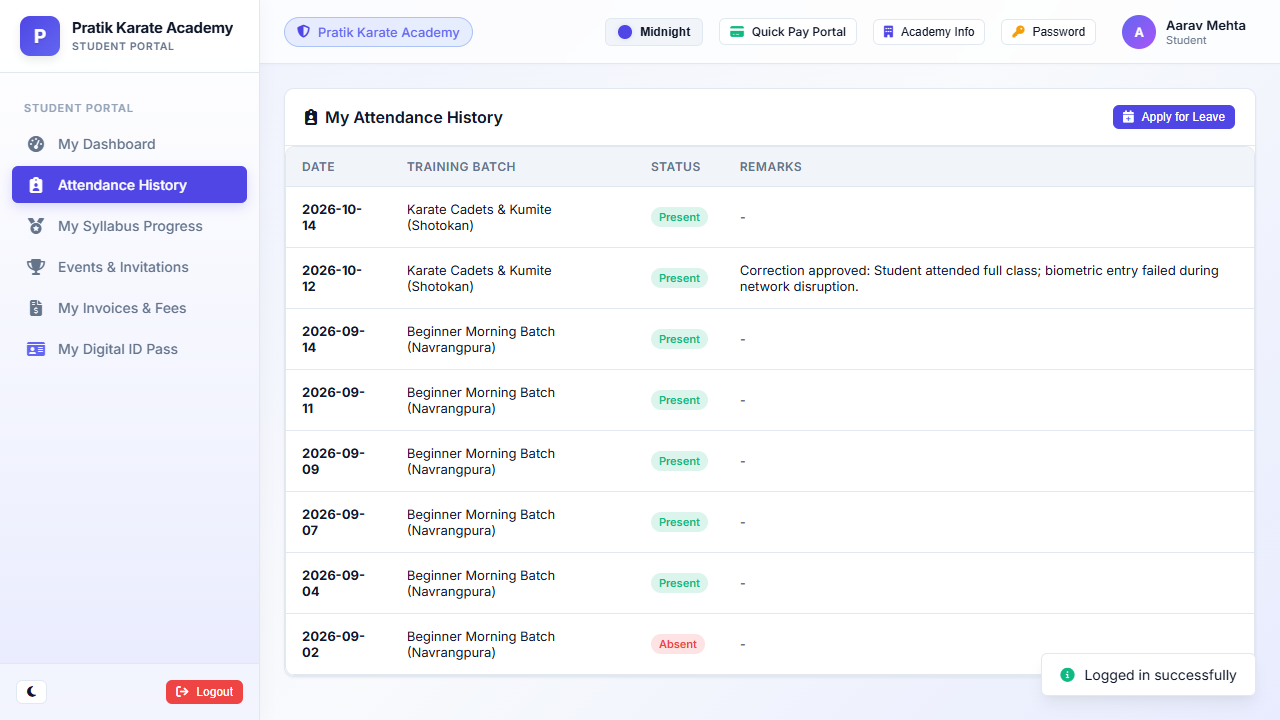 P
Pratik Karate Academy
STUDENT PORTAL
STUDENT PORTAL
My Dashboard
Attendance History
My Syllabus Progress
Events & Invitations
My Invoices & Fees
My Digital ID Pass
Logout
Pratik Karate Academy
Midnight
Quick Pay Portal
Academy Info
Password
A
Aarav Mehta
Student
My Attendance History
Apply for Leave
DATE TRAINING BATCH STATUS REMARKS
2026-10-
14
Karate Cadets & Kumite
(Shotokan)
Present
-
2026-10-
12
Karate Cadets & Kumite
(Shotokan)
Present
Correction approved: Student attended full class; biometric entry failed during
network disruption.
2026-09-
14
Beginner Morning Batch
(Navrangpura)
Present
-
2026-09-
11
Beginner Morning Batch
(Navrangpura)
Present
-
2026-09-
09
Beginner Morning Batch
(Navrangpura)
Present
-
2026-09-
07
Beginner Morning Batch
(Navrangpura)
Present
-
2026-09-
04
Beginner Morning Batch
(Navrangpura)
Present
-
2026-09-
02
Beginner Morning Batch
(Navrangpura)
Absent
-
Logged in successfully